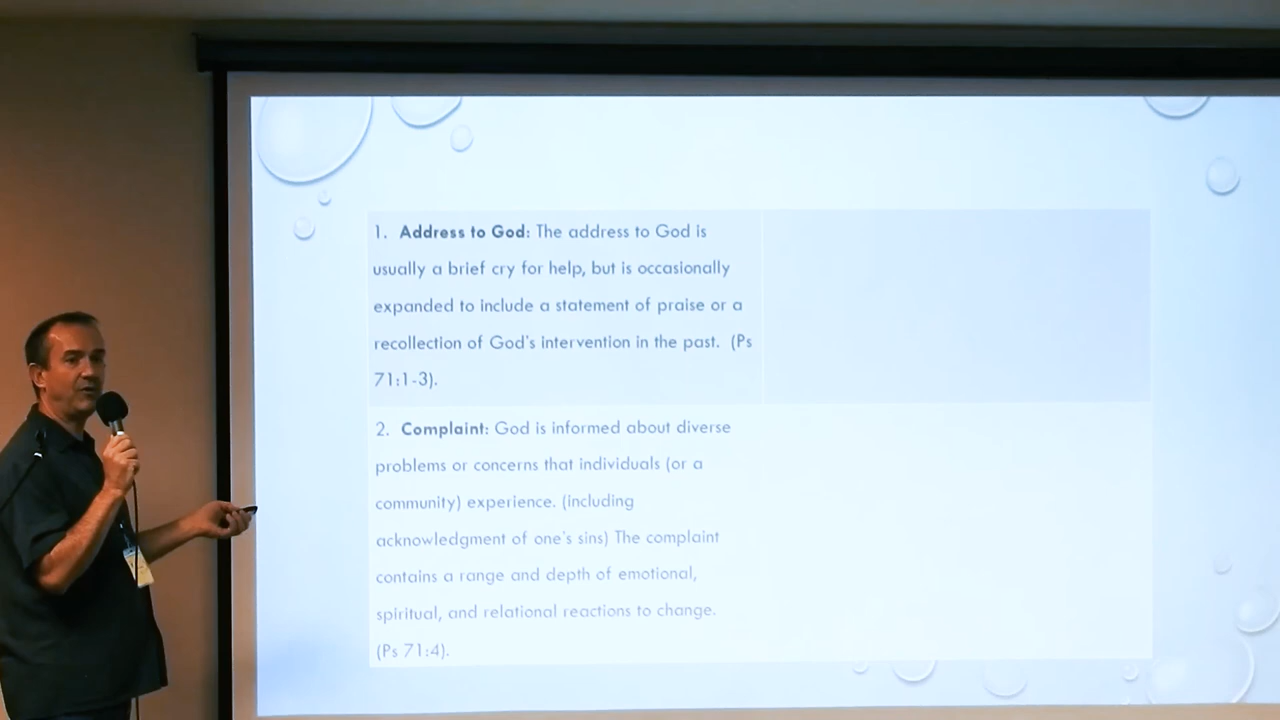 1. Address to God: The address to God is
usually a brief cry for help, but is occasionally
expanded to include a statement of praise or a
recollection of God's intervention in the past. (Ps
71:1-3).
2. Complaint: God is informed about diverse
problems or concerns that individuals (or a
community) experience. (including
acknowledgment of one's sins) The complaint
contains a range and depth of emotional,
spiritual, and relational reactions to change.
(Ps 71:4).